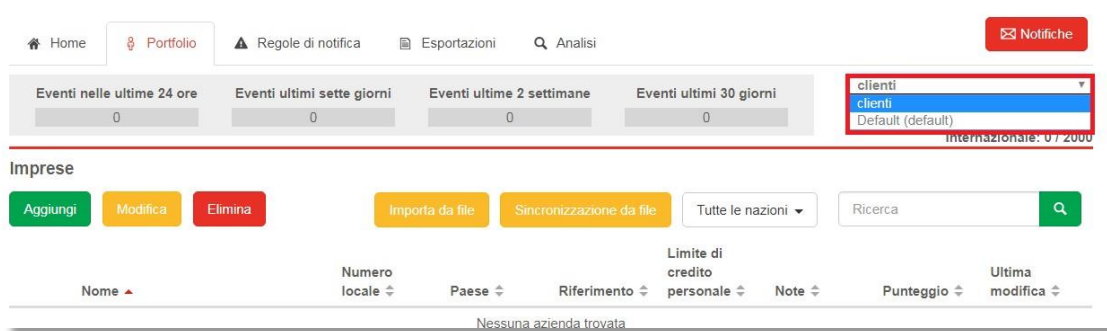 Home Portfolio Regole di notifica Esportazioni Analisi Notifiche
Eventi nelle ultime 24 ore Eventi ultimi sette giorni Eventi ultime 2 settimane Eventi ultimi 30 giorni
0 0 0 0
clienti
clienti
Default (default)
Internazionale: 0 / 2000
Imprese
Aggiungi Modifica Elimina Importa da file Sincronizzazione da file Tutte le nazioni Ricerca
Nome
Numero
locale
Paese
Riferimento
Limite di
credito
personale
Note
Punteggio
Ultima
modifica
Nessuna azienda trovata